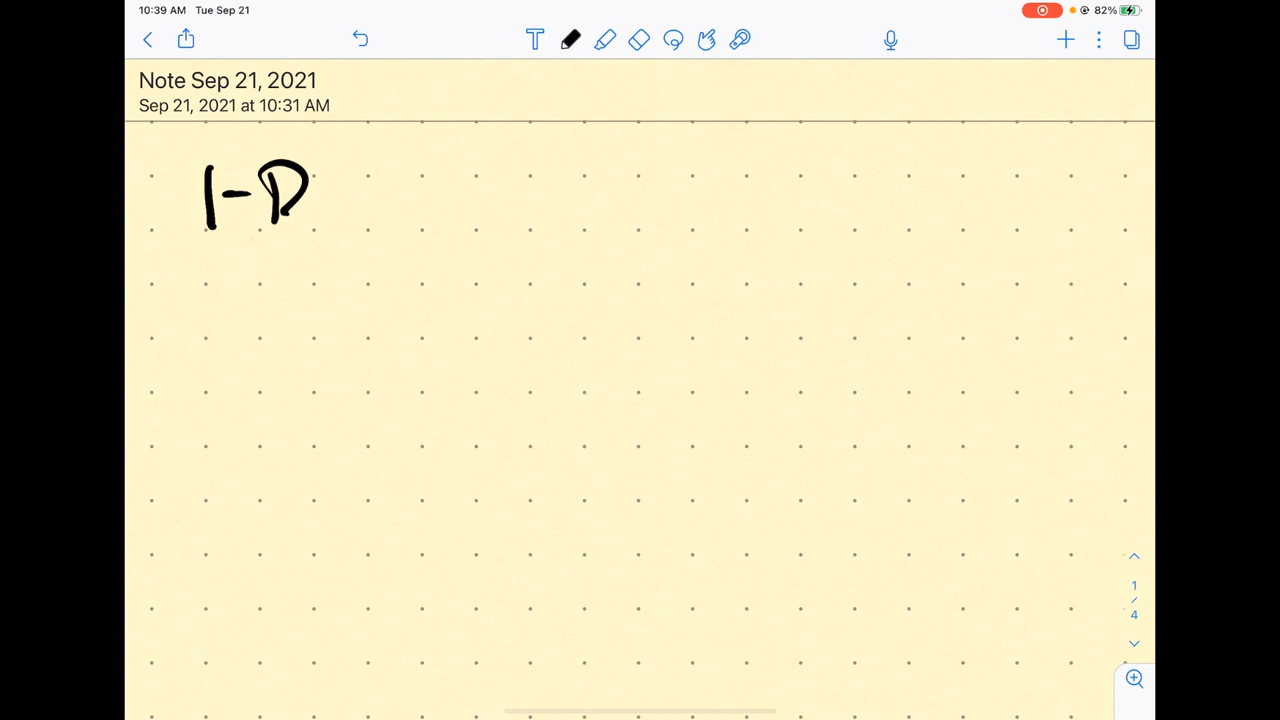 10:39 AM Tue Sep 21
82%
T
Note Sep 21, 2021
Sep 21, 2021 at 10:31 AM
1-D
1
/
4